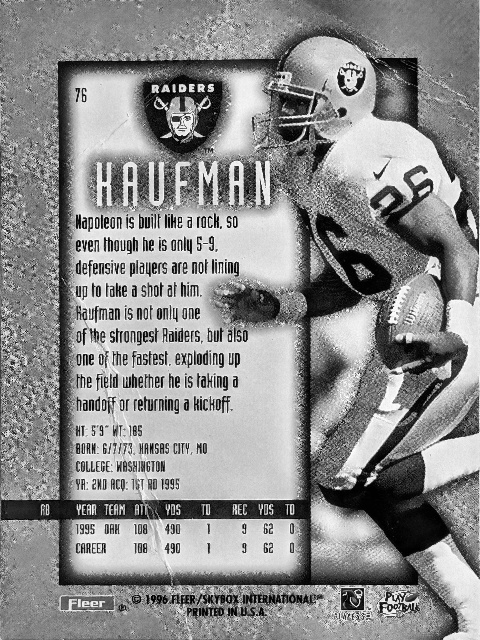 76
RAIDERS
KAUFMAN
Napoleon is built like a rock, so
even though he is only 5-9,
defensive players are not lining
up to take a shot at him.
Kaufman is not only one
of the strongest Raiders, but also
one of the fastest, exploding up
the field whether he is taking a
handoff or returning a kickoff.
HT: 5'9" WT: 185
BORN: 6/7/73, KANSAS CITY, MO
COLLEGE: WASHINGTON
YR: 2ND ACQ: 1ST RD 1995
RB YEAR TEAM ATT YDS TD REC YDS TD
1995 OAK 108 490 1 9 62 0
CAREER 108 490 1 9 62 0
26
26
Fleer ® © 1996 FLEER/SKYBOX INTERNATIONAL
PRINTED IN U.S.A.
PLAYERS
PLAY FOOTBALL